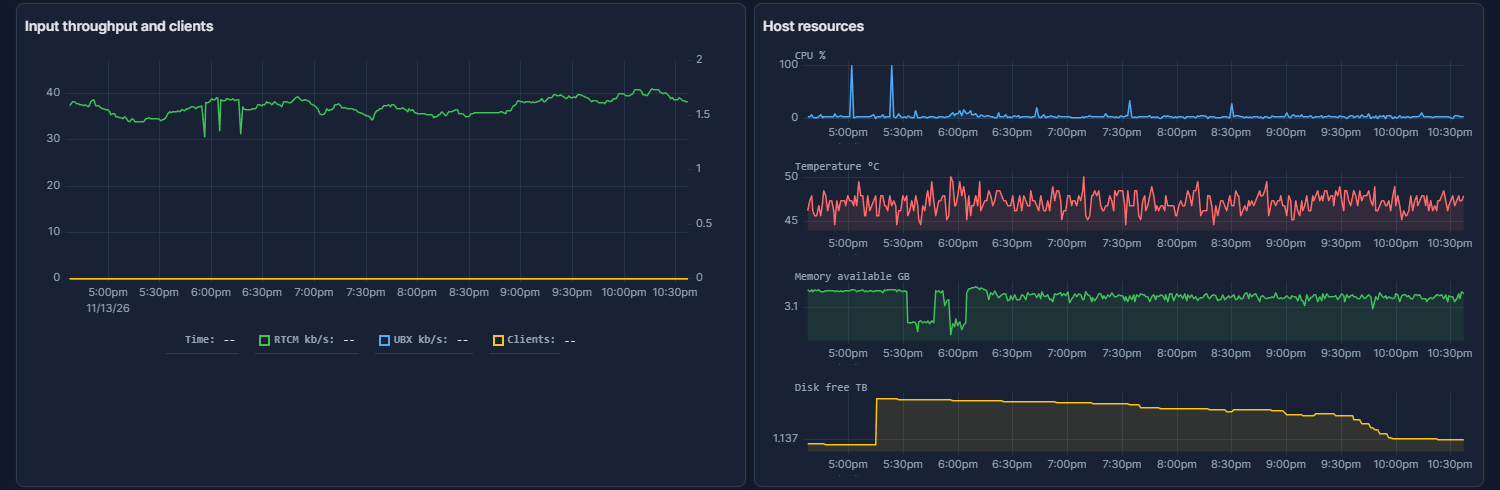 Input throughput and clients
2
40
1.5
30
1
20
0.5
10
0
0
5:00pm 5:30pm 6:00pm 6:30pm 7:00pm 7:30pm 8:00pm 8:30pm 9:00pm 9:30pm 10:00pm 10:30pm
11/13/26
Time: -- RTCM kb/s: -- UBX kb/s: -- Clients: --
Host resources
CPU %
100
0
5:00pm 5:30pm 6:00pm 6:30pm 7:00pm 7:30pm 8:00pm 8:30pm 9:00pm 9:30pm 10:00pm 10:30pm
Temperature °C
50
45
5:00pm 5:30pm 6:00pm 6:30pm 7:00pm 7:30pm 8:00pm 8:30pm 9:00pm 9:30pm 10:00pm 10:30pm
Memory available GB
3.1
5:00pm 5:30pm 6:00pm 6:30pm 7:00pm 7:30pm 8:00pm 8:30pm 9:00pm 9:30pm 10:00pm 10:30pm
Disk free TB
1.137
5:00pm 5:30pm 6:00pm 6:30pm 7:00pm 7:30pm 8:00pm 8:30pm 9:00pm 9:30pm 10:00pm 10:30pm